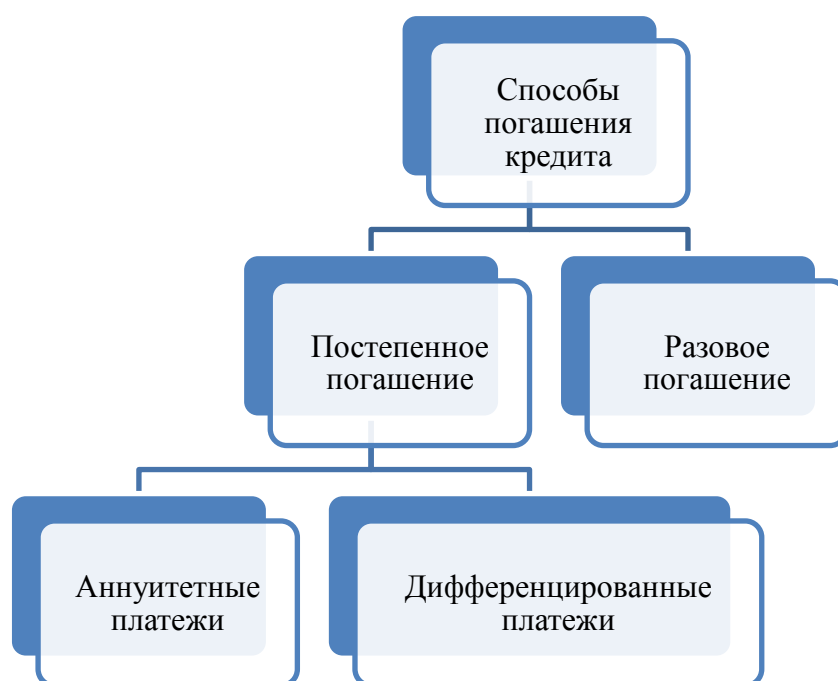 Способы
погашения
кредита
Постепенное
погашение
Разовое
погашение
Аннуитетные
платежи
Дифференцированные
платежи